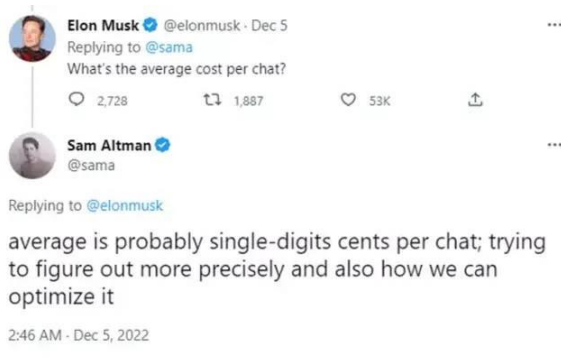 Elon Musk @elonmusk · Dec 5
Replying to @sama
What's the average cost per chat?
2,728 1,887 53K
Sam Altman
@sama
Replying to @elonmusk
average is probably single-digits cents per chat; trying
to figure out more precisely and also how we can
optimize it
2:46 AM · Dec 5, 2022